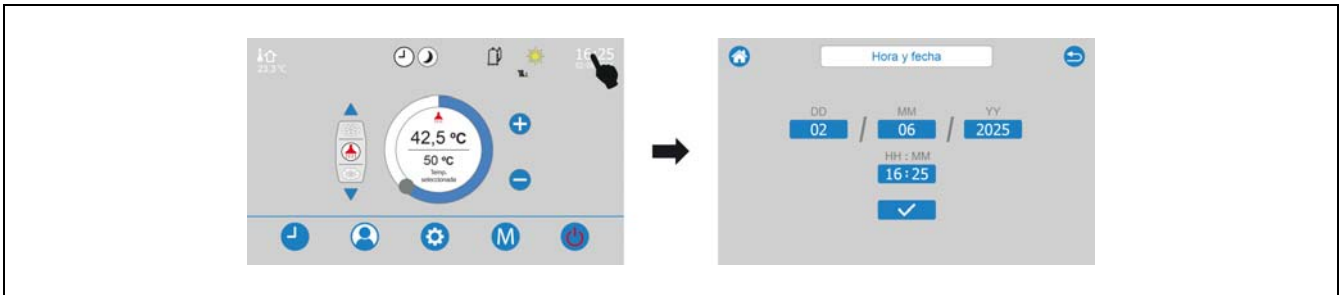 16:25
23.3°C
42,5 ºC
50 ºC
Temp.
seleccionada
M
Hora y fecha
DD MM YY
02 / 06 / 2025
HH : MM
16:25